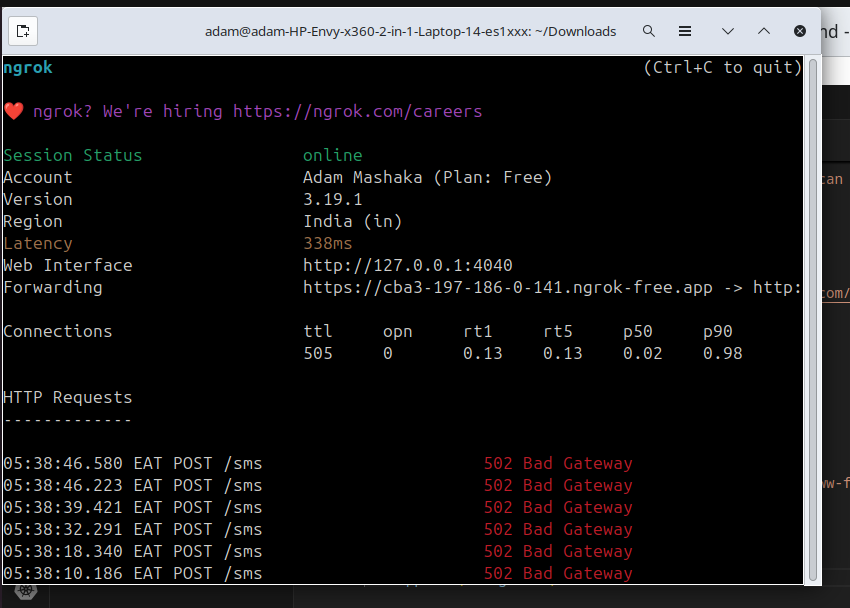 adam@adam-HP-Envy-x360-2-in-1-Laptop-14-es1xxx: ~/Downloads
ngrok (Ctrl+C to quit)
❤️ ngrok? We're hiring https://ngrok.com/careers
Session Status online
Account Adam Mashaka (Plan: Free)
Version 3.19.1
Region India (in)
Latency 338ms
Web Interface http://127.0.0.1:4040
Forwarding https://cba3-197-186-0-141.ngrok-free.app -> http:
Connections ttl opn rt1 rt5 p50 p90
505 0 0.13 0.13 0.02 0.98
HTTP Requests
-------------
05:38:46.580 EAT POST /sms 502 Bad Gateway
05:38:46.223 EAT POST /sms 502 Bad Gateway
05:38:39.421 EAT POST /sms 502 Bad Gateway
05:38:32.291 EAT POST /sms 502 Bad Gateway
05:38:18.340 EAT POST /sms 502 Bad Gateway
05:38:10.186 EAT POST /sms 502 Bad Gateway